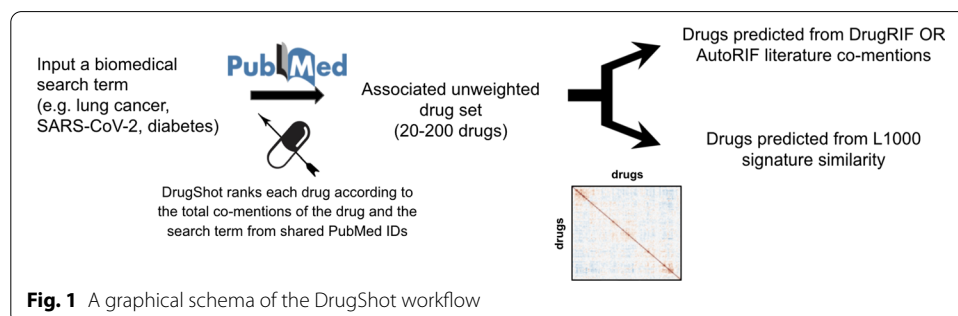 Input a biomedical
search term
(e.g. lung cancer,
SARS-CoV-2, diabetes)
PubMed
DrugShot ranks each drug according to
the total co-mentions of the drug and the
search term from shared PubMed IDs
Associated unweighted
drug set
(20-200 drugs)
Drugs predicted from DrugRIF OR
AutoRIF literature co-mentions
Drugs predicted from L1000
signature similarity
drugs
drugs
Fig. 1 A graphical schema of the DrugShot workflow